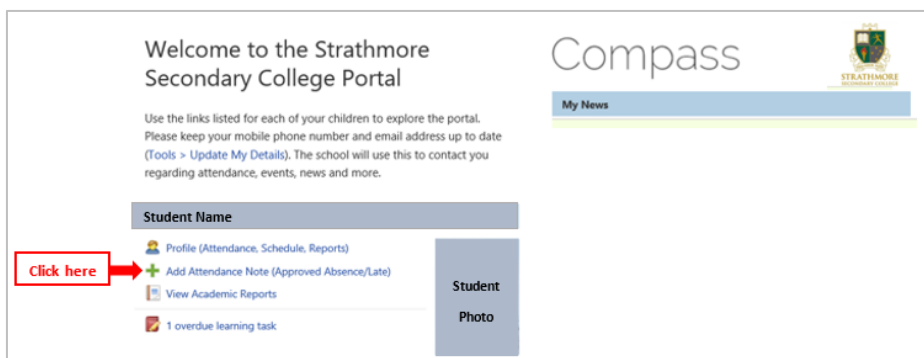 Welcome to the Strathmore
Secondary College Portal
Use the links listed for each of your children to explore the portal.
Please keep your mobile phone number and email address up to date
(Tools > Update My Details). The school will use this to contact you
regarding attendance, events, news and more.
Student Name
Profile (Attendance, Schedule, Reports)
Click here
Add Attendance Note (Approved Absence/Late)
View Academic Reports
1 overdue learning task
Student
Photo
Compass
STRATHMORE
SECONDARY COLLEGE
My News